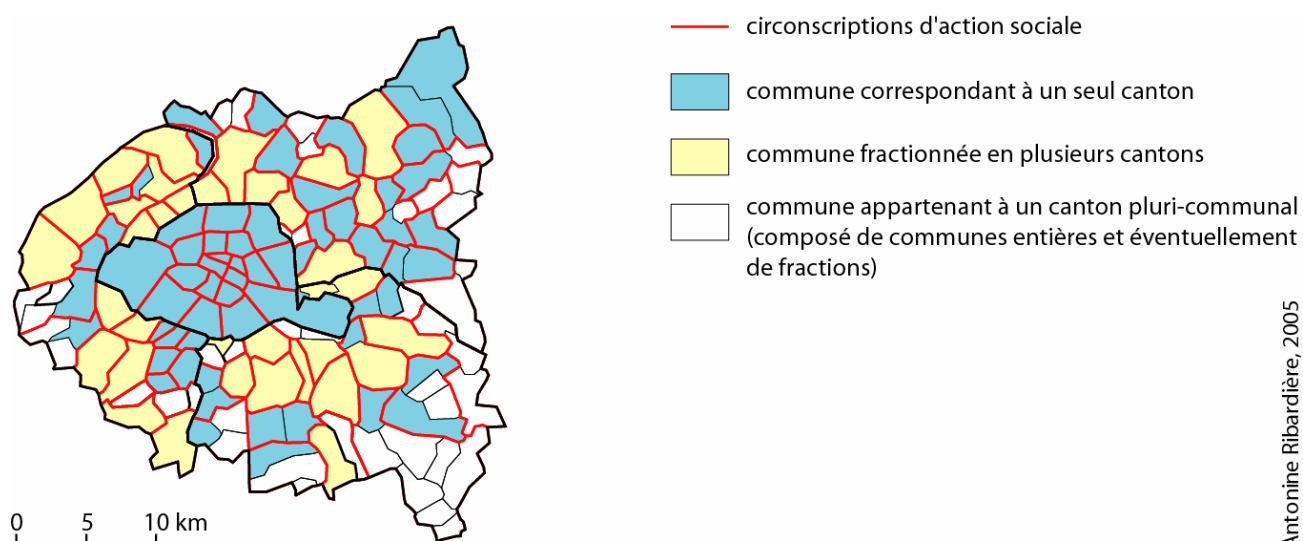 circonscriptions d'action sociale
commune correspondant à un seul canton
commune fractionnée en plusieurs cantons
commune appartenant à un canton pluri-communal
(composé de communes entières et éventuellement
de fractions)
Antonine Ribardière, 2005
0 5 10 km